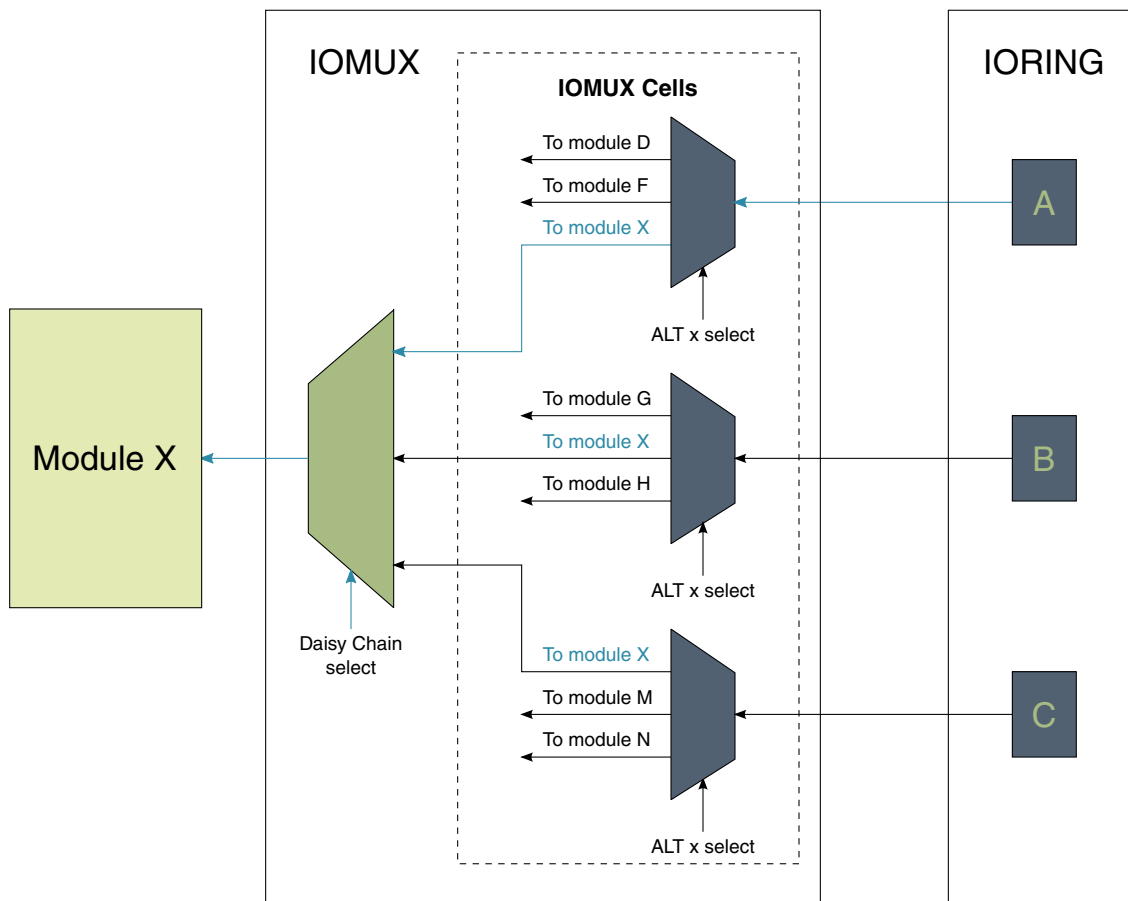 IOMUX
IORING
IOMUX Cells
To module D
To module F
To module X
A
ALT x select
To module G
To module X
To module H
B
ALT x select
Module X
Daisy Chain
select
To module X
To module M
To module N
C
ALT x select